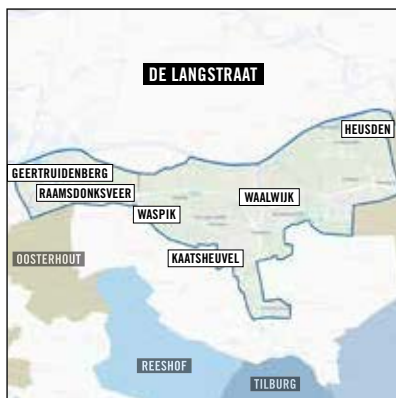 DE LANGSTRAAT
HEUSDEN
GEERTRUIDENBERG
RAAMSDONKSVEER
WAALWIJK
WASPIK
OOSTERHOUT
KAATSHEUVEL
REESHOF
TILBURG